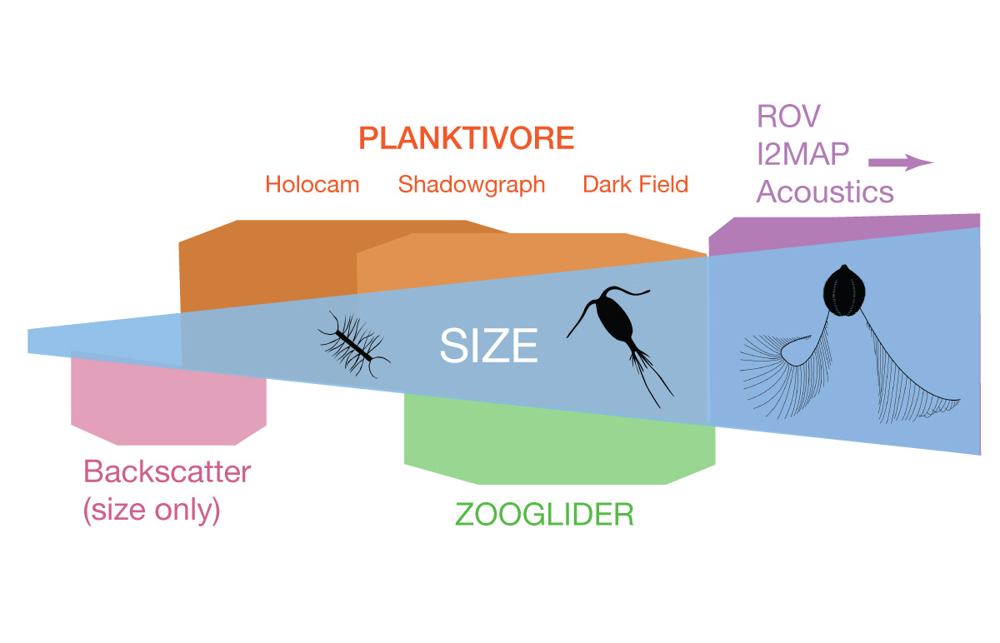 PLANKTIVORE
Holocam Shadowgraph Dark Field
ROV
I2MAP
Acoustics
SIZE
Backscatter
(size only)
ZOOGLIDER